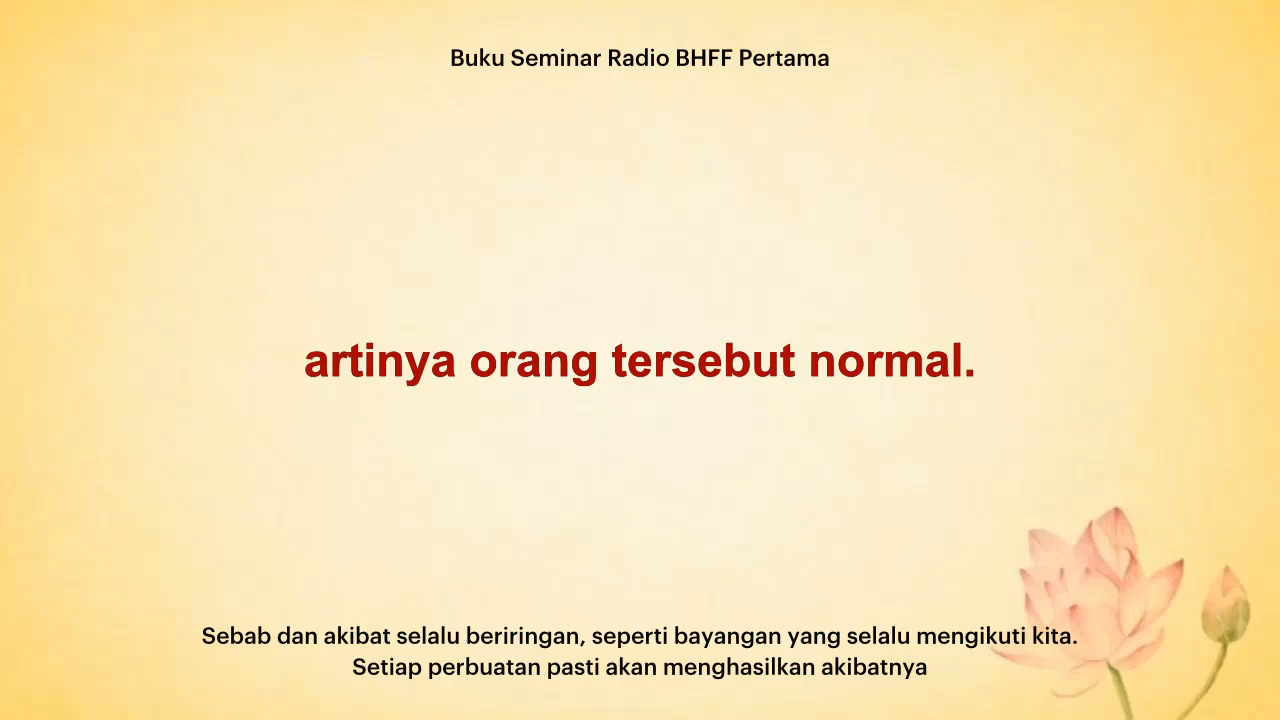 Buku Seminar Radio BHFF Pertama
artinya orang tersebut normal.
Sebab dan akibat selalu beriringan, seperti bayangan yang selalu mengikuti kita.
Setiap perbuatan pasti akan menghasilkan akibatnya